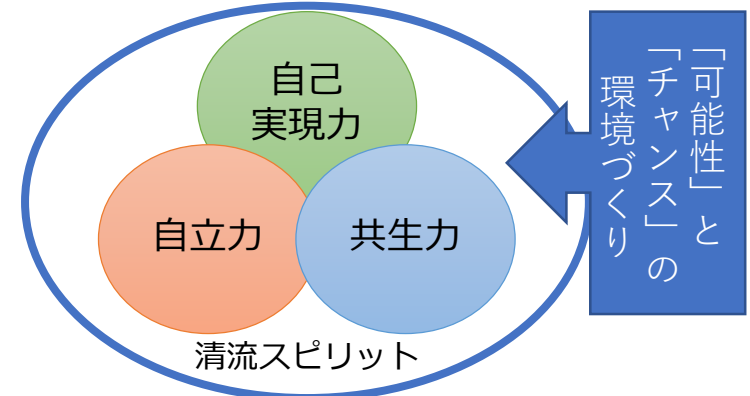 自己
実現力
自立力
共生力
清流スピリット
「可能性」と
「チャンス」の
環境づくり